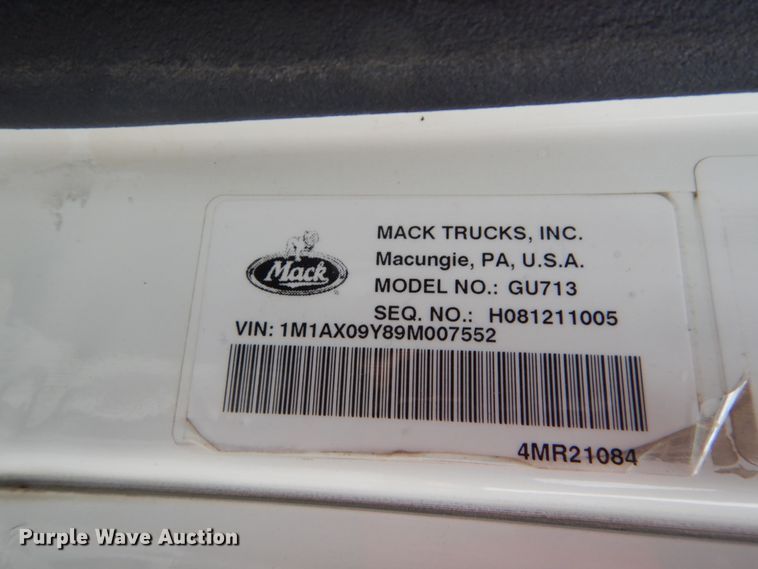 Mack
MACK TRUCKS, INC.
Macungie, PA, U.S.A.
MODEL NO.: GU713
SEQ. NO.: H081211005
VIN: 1M1AX09Y89M007552
4MR21084
Purple Wave Auction